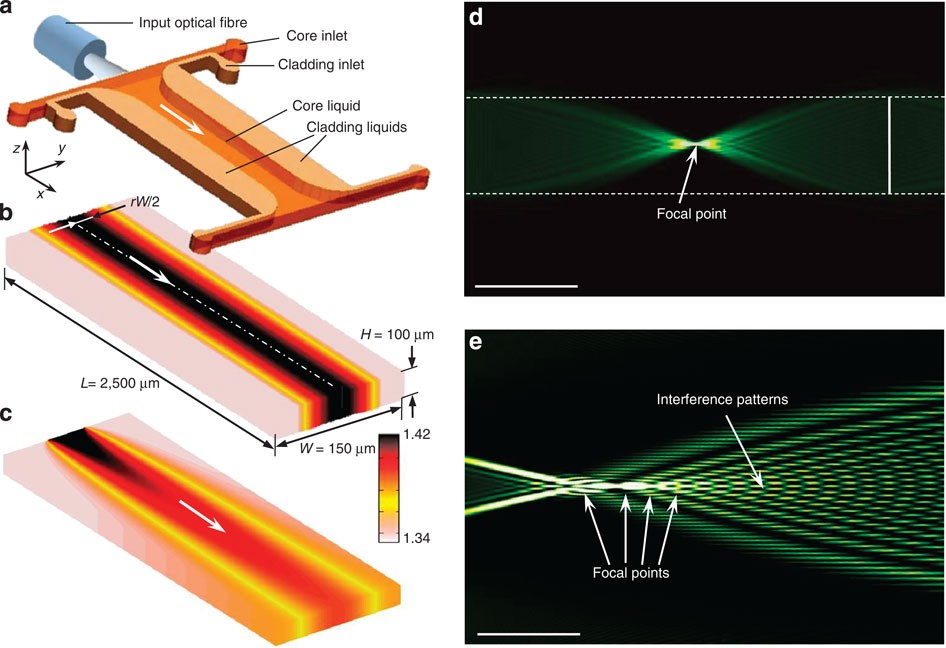 a
Input optical fibre
Core inlet
Cladding inlet
Core liquid
Cladding liquids
z
y
x
b
rW/2
H = 100 μm
L= 2,500 μm
W = 150 μm
c
1.42
1.34
d
Focal point
e
Interference patterns
Focal points